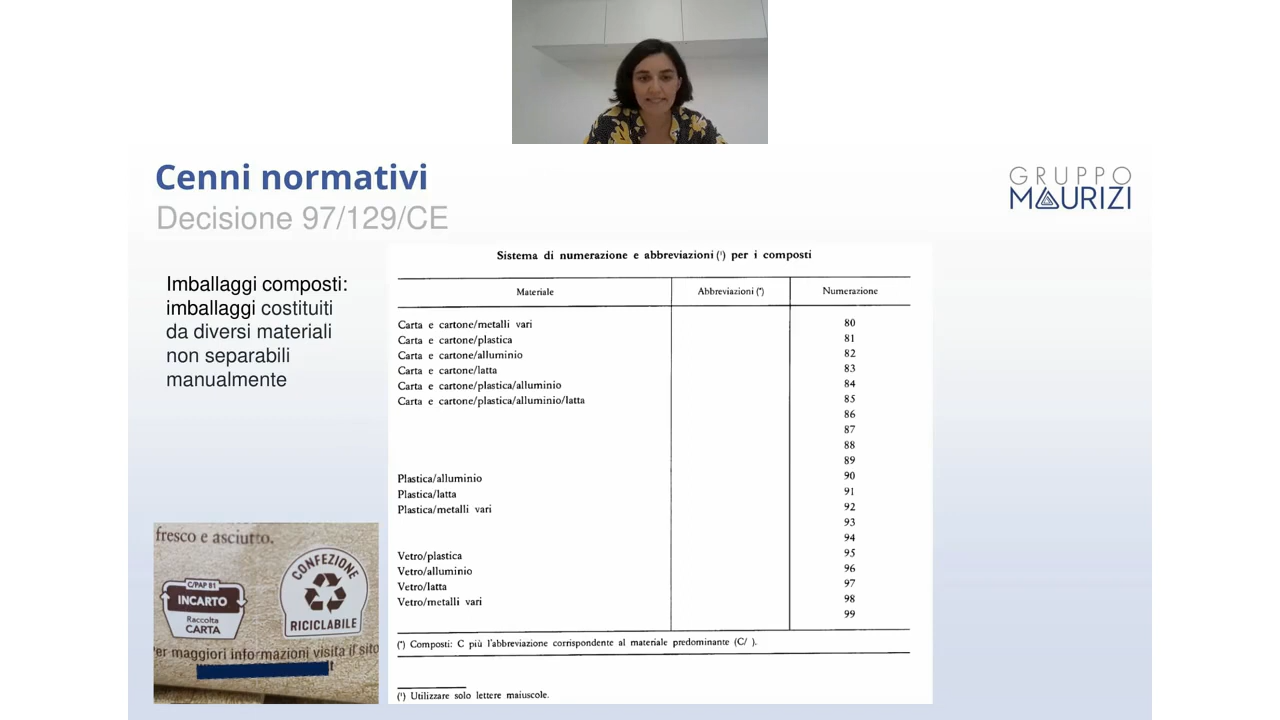 Cenni normativi
Decisione 97/129/CE
GRUPPO
MAURIZI
Imballaggi composti:
imballaggi costituiti
da diversi materiali
non separabili
manualmente
Sistema di numerazione e abbreviazioni (¹) per i composti
Materiale Abbreviazioni (*) Numerazione
Carta e cartone/metalli vari 80
Carta e cartone/plastica 81
Carta e cartone/alluminio 82
Carta e cartone/latta 83
Carta e cartone/plastica/alluminio 84
Carta e cartone/plastica/alluminio/latta 85
86
87
88
89
Plastica/alluminio 90
Plastica/latta 91
Plastica/metalli vari 92
93
94
Vetro/plastica 95
Vetro/alluminio 96
Vetro/latta 97
Vetro/metalli vari 98
99
(*) Composti: C più l'abbreviazione corrispondente al materiale predominante (C/ ).
(¹) Utilizzare solo lettere maiuscole.
fresco e asciutto.
C/PAP 81
INCARTO
Raccolta
CARTA
CONFEZIONE
RICICLABILE
er maggiori informazioni visita il sito